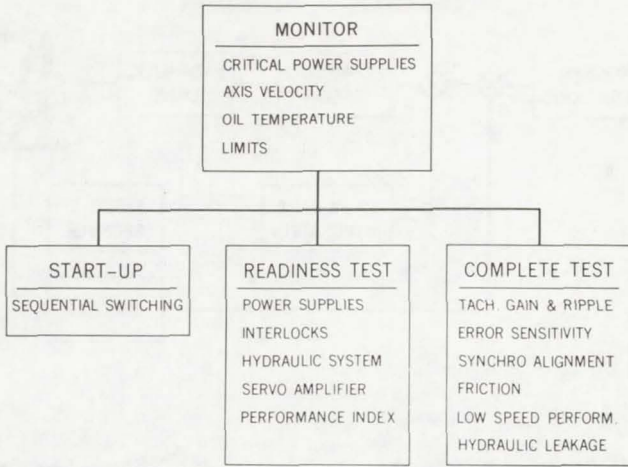 MONITOR
CRITICAL POWER SUPPLIES
AXIS VELOCITY
OIL TEMPERATURE
LIMITS
START-UP
SEQUENTIAL SWITCHING
READINESS TEST
POWER SUPPLIES
INTERLOCKS
HYDRAULIC SYSTEM
SERVO AMPLIFIER
PERFORMANCE INDEX
COMPLETE TEST
TACH. GAIN & RIPPLE
ERROR SENSITIVITY
SYNCHRO ALIGNMENT
FRICTION
LOW SPEED PERFORM.
HYDRAULIC LEAKAGE